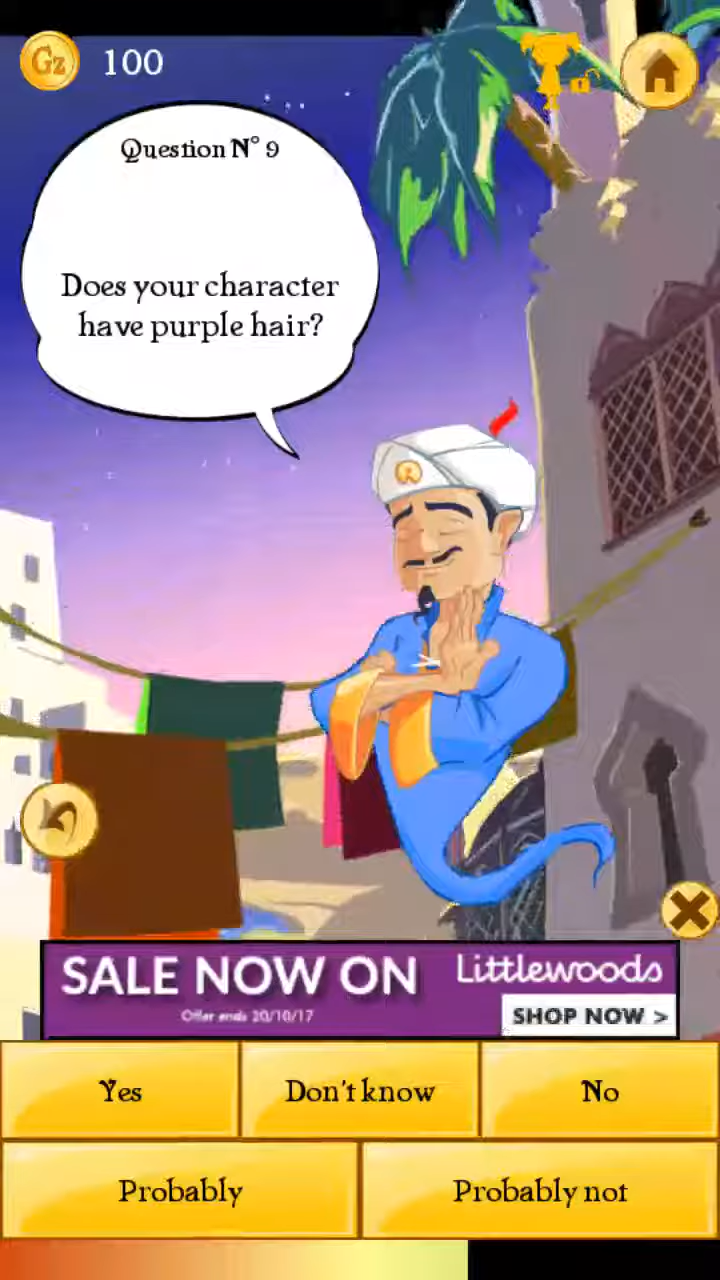 Gz 100
Question N° 9
Does your character
have purple hair?
SALE NOW ON
Littlewoods
Offer ends 20/10/17
SHOP NOW >
Yes
Don't know
No
Probably
Probably not